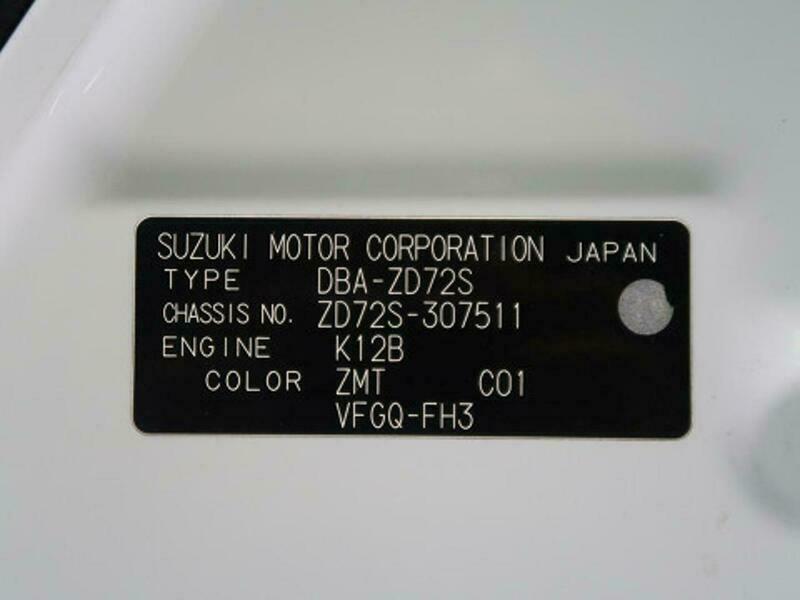 SUZUKI MOTOR CORPORATION JAPAN
TYPE DBA-ZD72S
CHASSIS NO. ZD72S-307511
ENGINE K12B
COLOR ZMT C01
VFGQ-FH3